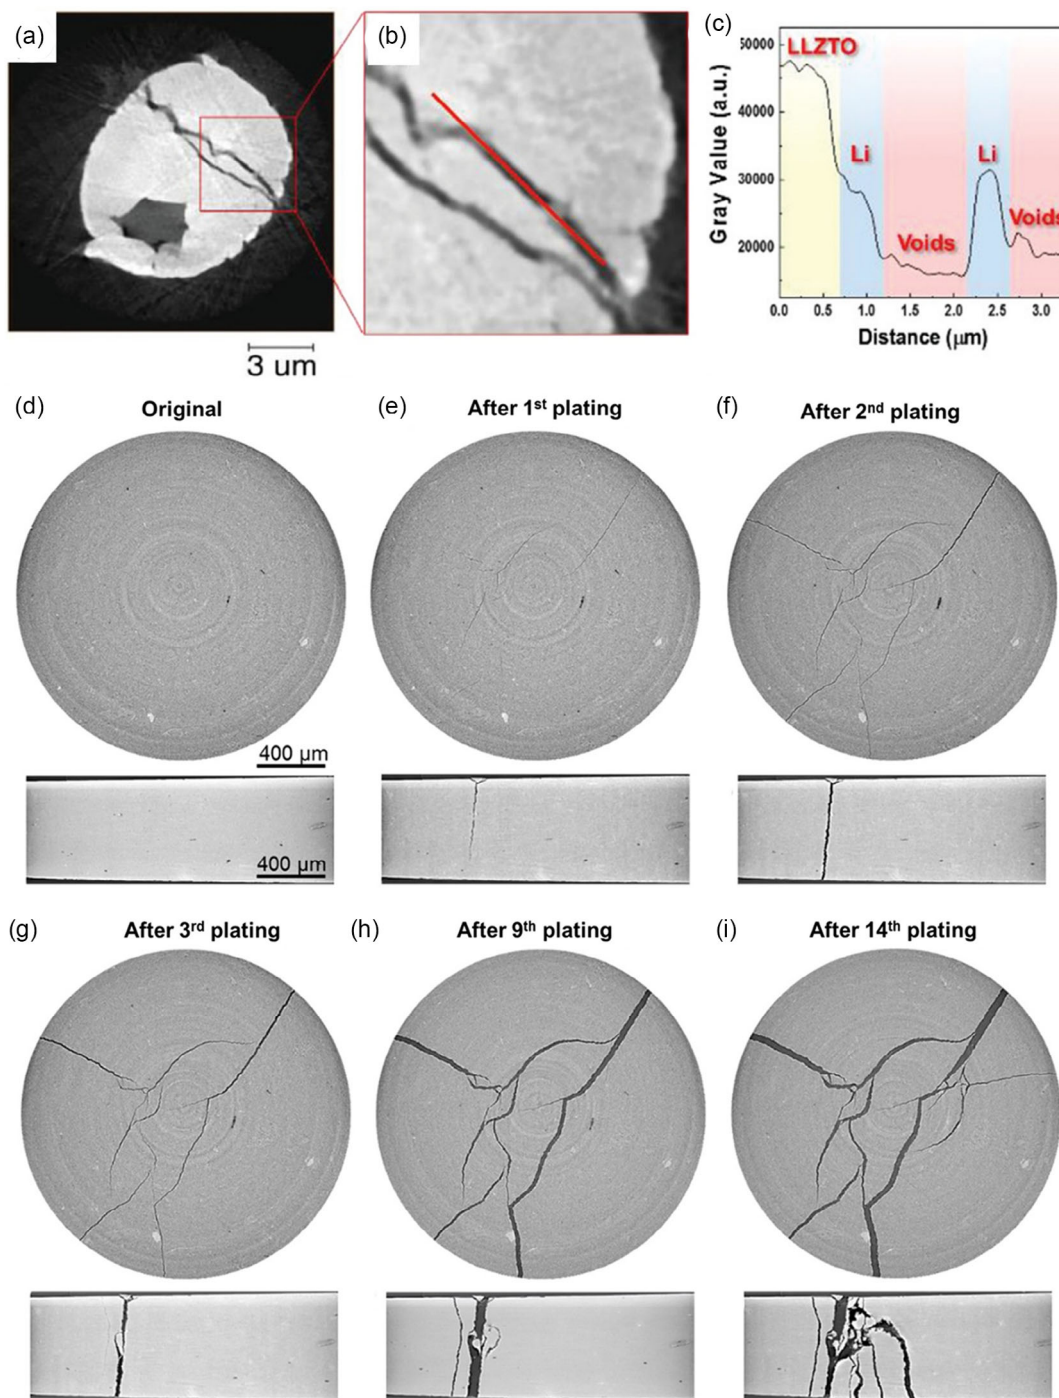 (a)
(b)
(c)
3 um
Gray Value (a.u.)
50000
40000
30000
20000
LLZTO
Li
Voids
Li
Voids
0.0 0.5 1.0 1.5 2.0 2.5 3.0
Distance (μm)
(d) Original
(e) After 1st plating
(f) After 2nd plating
400 μm
400 μm
(g) After 3rd plating
(h) After 9th plating
(i) After 14th plating